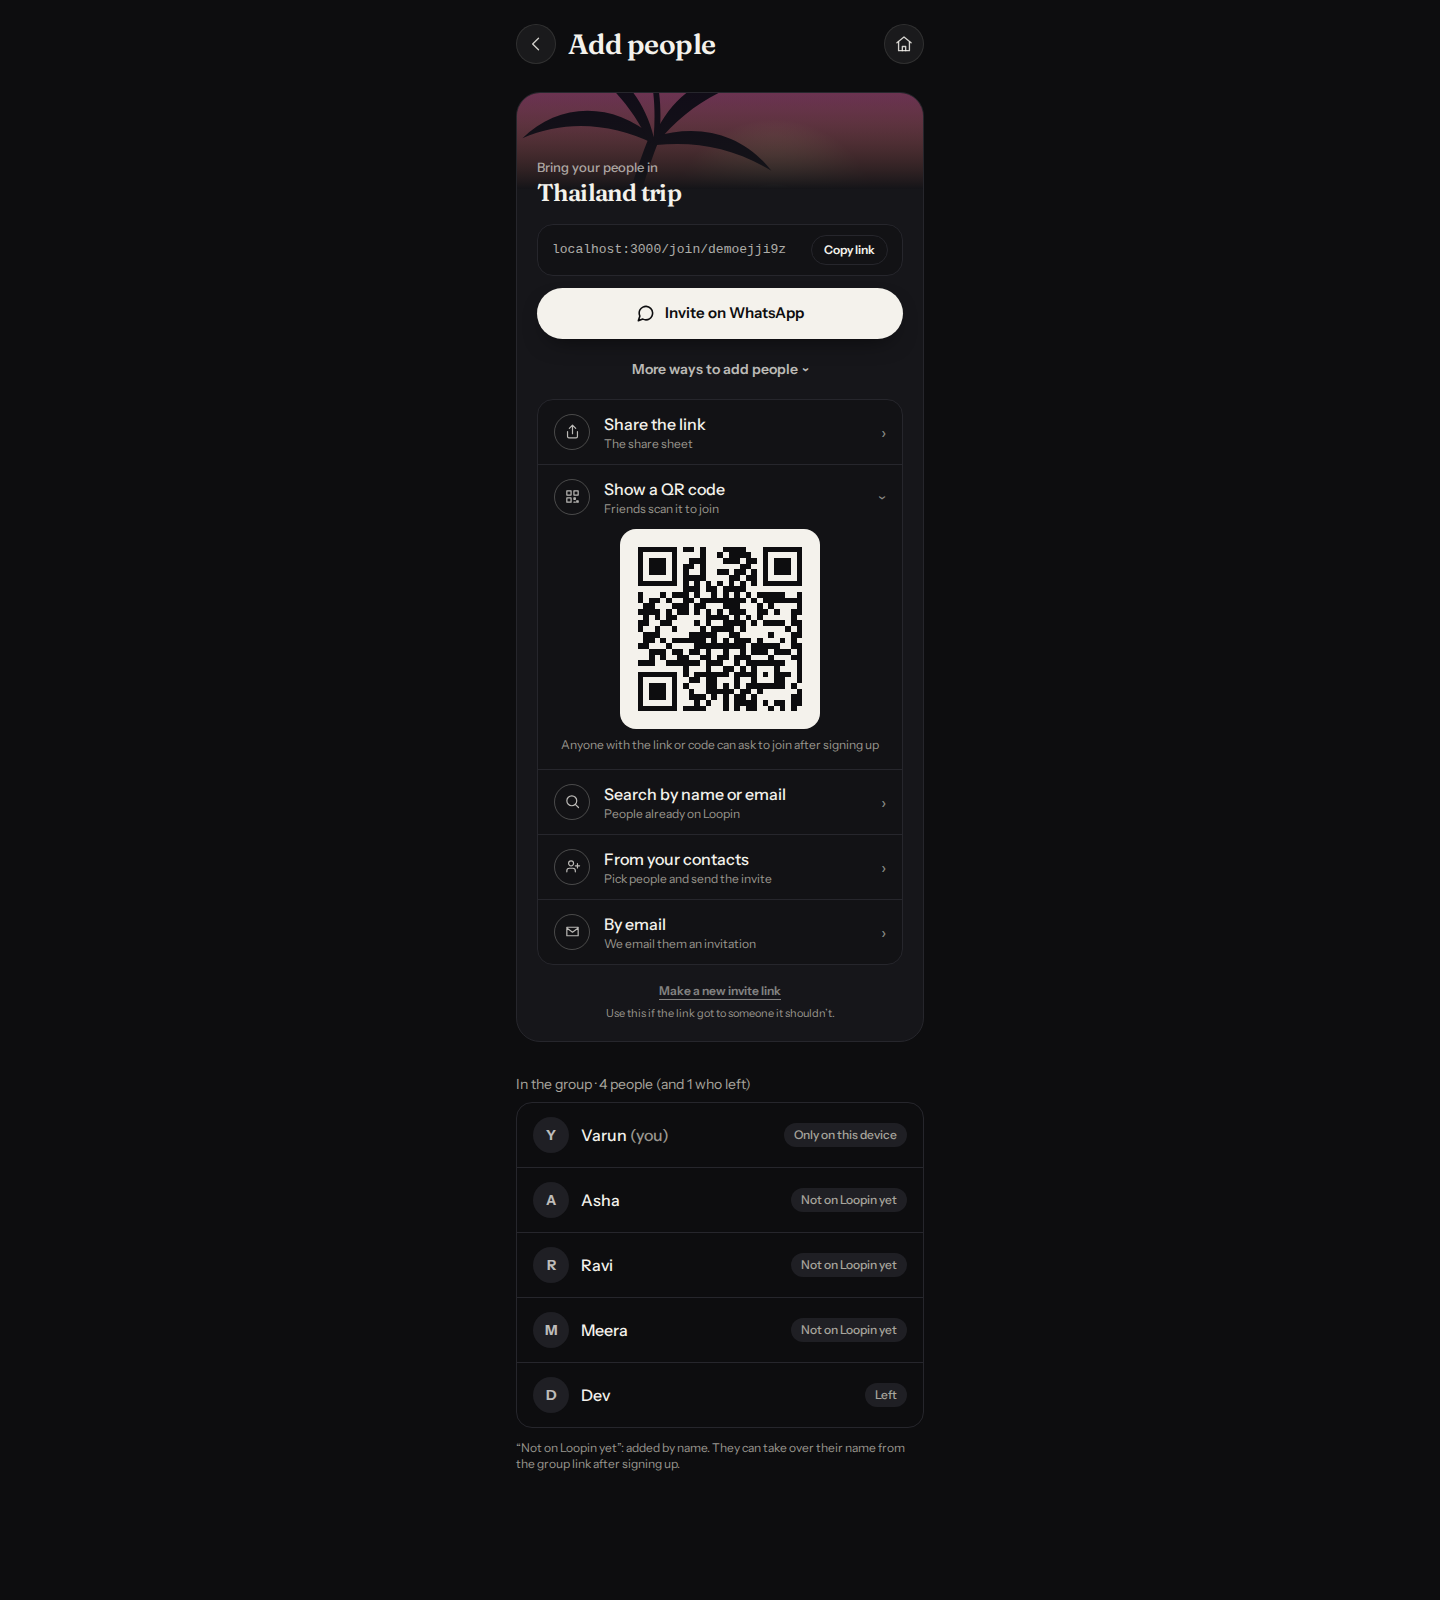 Add people
Bring your people in
Thailand trip
localhost:3000/join/demoejji9z
Copy link
Invite on WhatsApp
More ways to add people
Share the link
The share sheet
Show a QR code
Friends scan it to join
Anyone with the link or code can ask to join after signing up
Search by name or email
People already on Loopin
From your contacts
Pick people and send the invite
By email
We email them an invitation
Make a new invite link
Use this if the link got to someone it shouldn't.
In the group · 4 people (and 1 who left)
Y
Varun (you)
Only on this device
A
Asha
Not on Loopin yet
R
Ravi
Not on Loopin yet
M
Meera
Not on Loopin yet
D
Dev
Left
“Not on Loopin yet”: added by name. They can take over their name from
the group link after signing up.